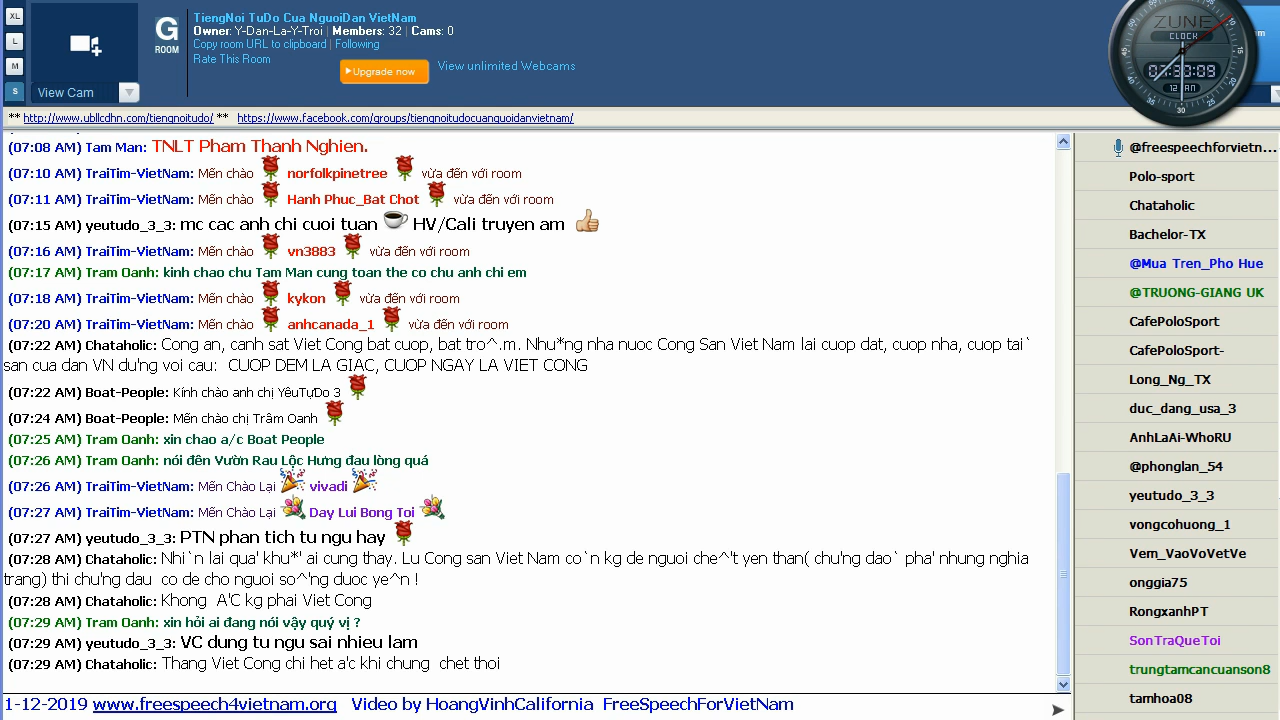 XL
L
M
S
View Cam
G
ROOM
TiengNoi TuDo Cua NguoiDan VietNam
Owner: Y-Dan-La-Y-Troi | Members: 32 | Cams: 0
Copy room URL to clipboard | Following
Rate This Room
Upgrade now
View unlimited Webcams
ZUNE
CLOCK
12 JAN
** http://www.ubllcdhn.com/tiengnoitudo/ ** https://www.facebook.com/groups/tiengnoitudocuanguoidanvietnam/
(07:08 AM) Tam Man: TNLT Pham Thanh Nghien.
(07:10 AM) TraiTim-VietNam: Mến chào norfolkpinetree vừa đến với room
(07:11 AM) TraiTim-VietNam: Mến chào Hanh Phuc_Bat Chot vừa đến với room
(07:15 AM) yeutudo_3_3: mc cac anh chi cuoi tuan HV/Cali truyen am
(07:16 AM) TraiTim-VietNam: Mến chào vn3883 vừa đến với room
(07:17 AM) Tram Oanh: kinh chao chu Tam Man cung toan the co chu anh chi em
(07:18 AM) TraiTim-VietNam: Mến chào kykon vừa đến với room
(07:20 AM) TraiTim-VietNam: Mến chào anhcanada_1 vừa đến với room
(07:22 AM) Chataholic: Cong an, canh sat Viet Cong bat cuop, bat tro^.m. Nhu*ng nha nuoc Cong San Viet Nam lai cuop dat, cuop nha, cuop tai`
san cua dan VN du'ng voi cau: CUOP DEM LA GIAC, CUOP NGAY LA VIET CONG
(07:22 AM) Boat-People: Kính chào anh chị YêuTựDo 3
(07:24 AM) Boat-People: Mến chào chị Trâm Oanh
(07:25 AM) Tram Oanh: xin chao a/c Boat People
(07:26 AM) Tram Oanh: nói đên Vườn Rau Lộc Hưng đau lòng quá
(07:26 AM) TraiTim-VietNam: Mến Chào Lại vivadi
(07:27 AM) TraiTim-VietNam: Mến Chào Lại Day Lui Bong Toi
(07:27 AM) yeutudo_3_3: PTN phan tich tu ngu hay
(07:28 AM) Chataholic: Nhi`n lai qua' khu*' ai cung thay. Lu Cong san Viet Nam co`n kg de nguoi che^'t yen than( chu'ng dao` pha' nhung nghia
trang) thi chu'ng dau co de cho nguoi so^'ng duoc ye^n !
(07:28 AM) Chataholic: Khong A'C kg phai Viet Cong
(07:29 AM) Tram Oanh: xin hỏi ai đang nói vậy quý vị ?
(07:29 AM) yeutudo_3_3: VC dung tu ngu sai nhieu lam
(07:29 AM) Chataholic: Thang Viet Cong chi het a'c khi chung chet thoi
@freespeechforvietn...
Polo-sport
Chataholic
Bachelor-TX
@Mua Tren_Pho Hue
@TRUONG-GIANG UK
CafePoloSport
CafePoloSport-
Long_Ng_TX
duc_dang_usa_3
AnhLaAi-WhoRU
@phonglan_54
yeutudo_3_3
vongcohuong_1
Vem_VaoVoVetVe
onggia75
RongxanhPT
SonTraQueToi
trungtamcancuanson8
tamhoa08
1-12-2019 www.freespeech4vietnam.org Video by HoangVinhCalifornia FreeSpeechForVietNam